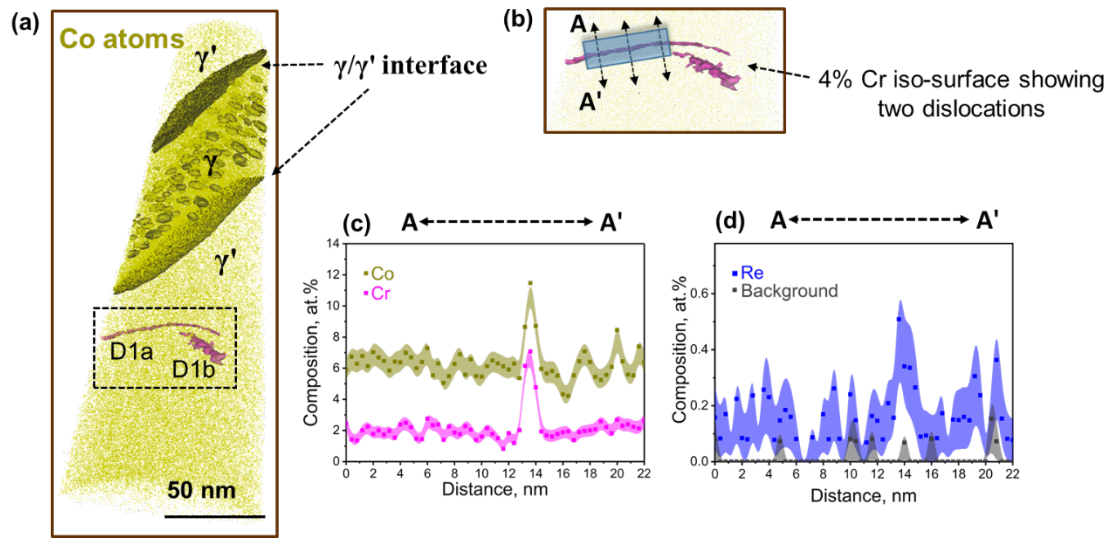 (a)
Co atoms
γ'
γ/γ' interface
γ
γ'
D1a
D1b
50 nm
(b)
A
A'
4% Cr iso-surface showing
two dislocations
(c)
A
A'
Co
Cr
Composition, at.%
14
12
10
8
6
4
2
0
0 2 4 6 8 10 12 14 16 18 20 22
Distance, nm
(d)
A
A'
Re
Background
Composition, at.%
0.6
0.4
0.2
0.0
0 2 4 6 8 10 12 14 16 18 20 22
Distance, nm